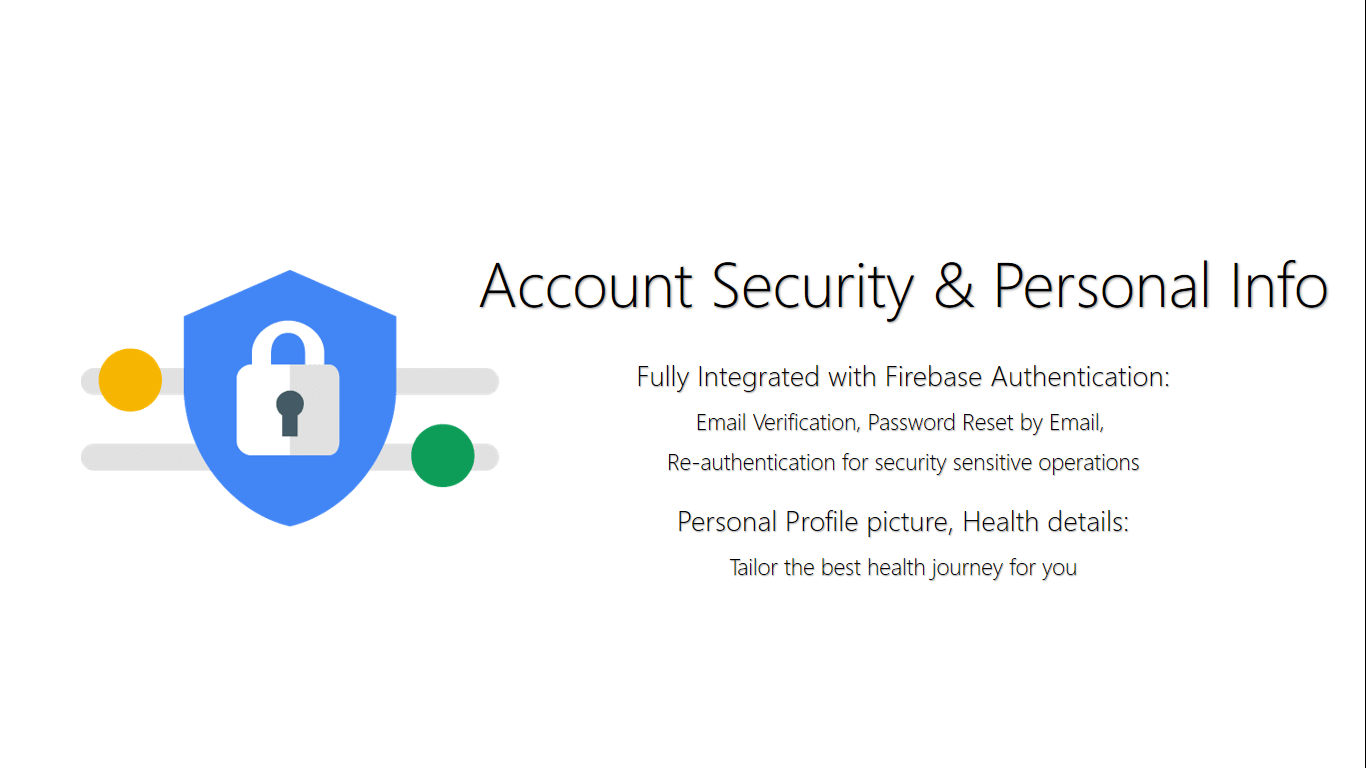 Account Security & Personal Info
Fully Integrated with Firebase Authentication:
Email Verification, Password Reset by Email,
Re-authentication for security sensitive operations
Personal Profile picture, Health details:
Tailor the best health journey for you